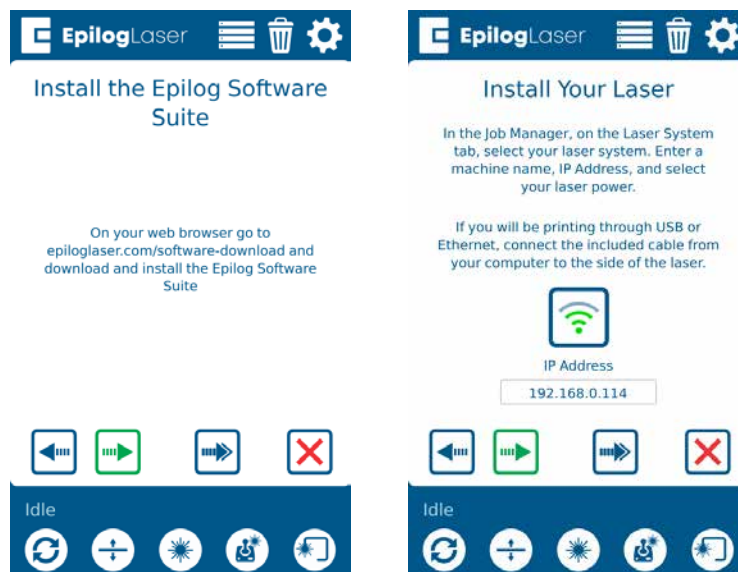 EpilogLaser
Install the Epilog Software
Suite
On your web browser go to
epiloglaser.com/software-download and
download and install the Epilog Software
Suite
Idle
EpilogLaser
Install Your Laser
In the Job Manager, on the Laser System
tab, select your laser system. Enter a
machine name, IP Address, and select
your laser power.
If you will be printing through USB or
Ethernet, connect the included cable from
your computer to the side of the laser.
IP Address
192.168.0.114
Idle